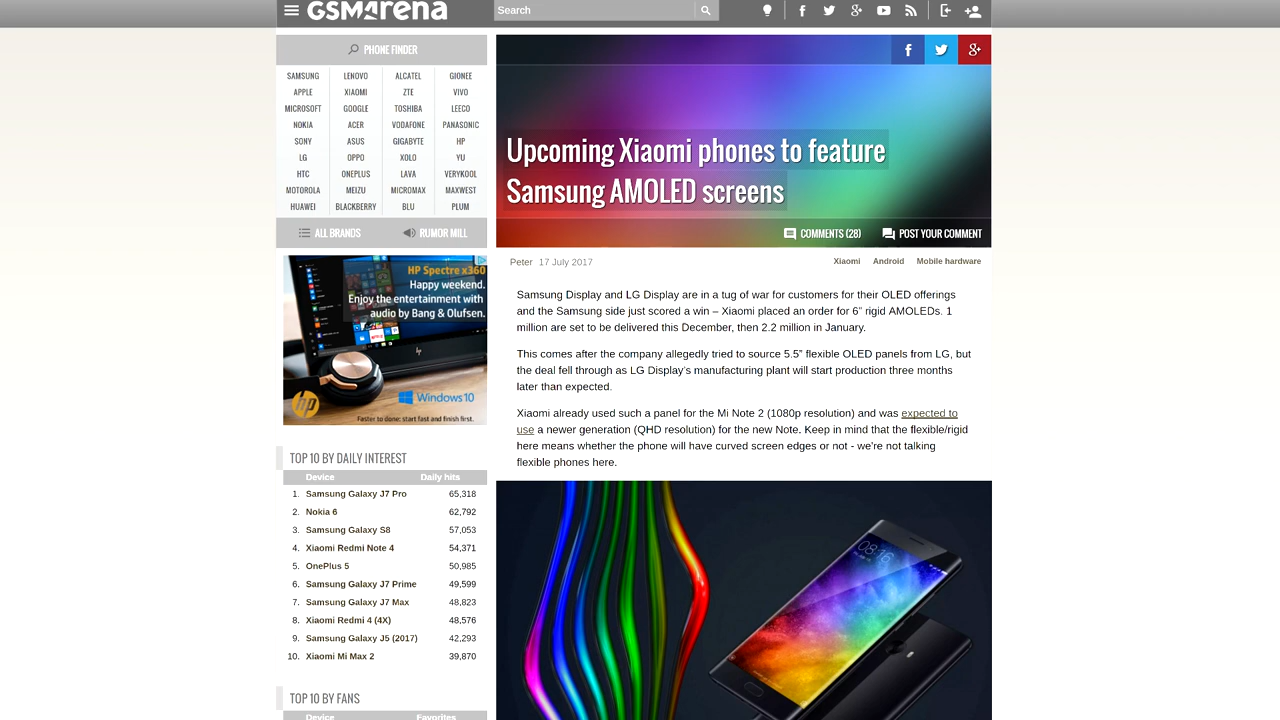 GSMArena
Search
PHONE FINDER
SAMSUNG LENOVO ALCATEL GIONEE
APPLE XIAOMI ZTE VIVO
MICROSOFT GOOGLE TOSHIBA LEECO
NOKIA ACER VODAFONE PANASONIC
SONY ASUS GIGABYTE HP
LG OPPO XOLO YU
HTC ONEPLUS LAVA VERYKOOL
MOTOROLA MEIZU MICROMAX MAXWEST
HUAWEI BLACKBERRY BLU PLUM
ALL BRANDS RUMOR MILL
HP Spectre x360
Happy weekend.
Enjoy the entertainment with
audio by Bang & Olufsen.
hp
Windows 10
Faster to done: start fast and finish first.
TOP 10 BY DAILY INTEREST
Device Daily hits
1. Samsung Galaxy J7 Pro 65,318
2. Nokia 6 62,792
3. Samsung Galaxy S8 57,053
4. Xiaomi Redmi Note 4 54,371
5. OnePlus 5 50,985
6. Samsung Galaxy J7 Prime 49,599
7. Samsung Galaxy J7 Max 48,823
8. Xiaomi Redmi 4 (4X) 48,576
9. Samsung Galaxy J5 (2017) 42,293
10. Xiaomi Mi Max 2 39,870
TOP 10 BY FANS
Device Favorites
Upcoming Xiaomi phones to feature
Samsung AMOLED screens
COMMENTS (28) POST YOUR COMMENT
Peter 17 July 2017 Xiaomi Android Mobile hardware
Samsung Display and LG Display are in a tug of war for customers for their OLED offerings
and the Samsung side just scored a win – Xiaomi placed an order for 6” rigid AMOLEDs. 1
million are set to be delivered this December, then 2.2 million in January.
This comes after the company allegedly tried to source 5.5” flexible OLED panels from LG, but
the deal fell through as LG Display’s manufacturing plant will start production three months
later than expected.
Xiaomi already used such a panel for the Mi Note 2 (1080p resolution) and was expected to
use a newer generation (QHD resolution) for the new Note. Keep in mind that the flexible/rigid
here means whether the phone will have curved screen edges or not - we're not talking
flexible phones here.
08:16